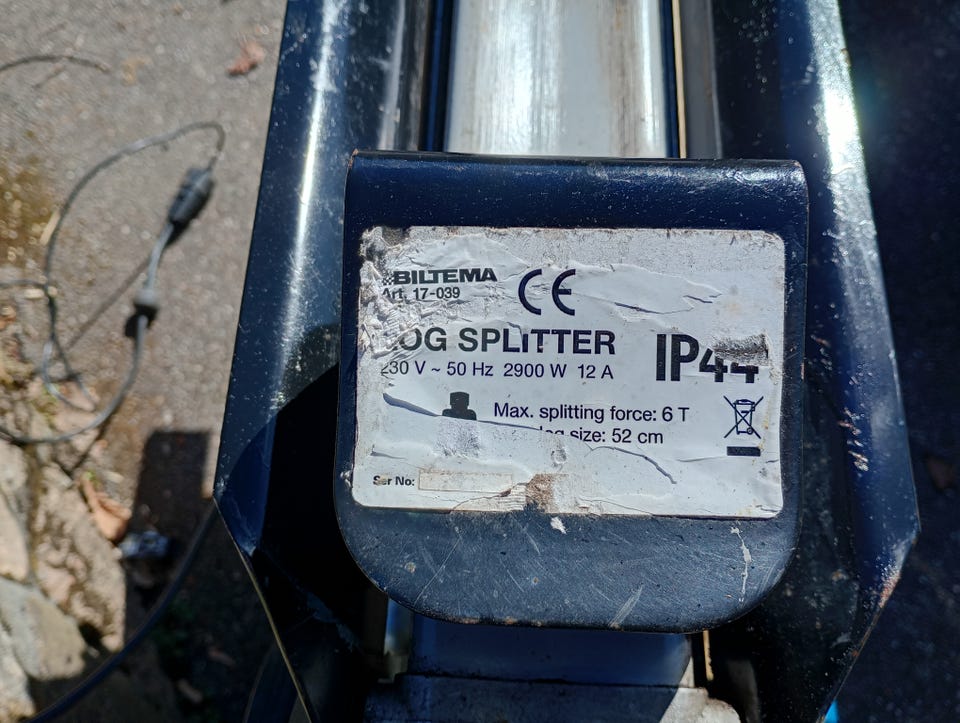 BILTEMA
Art. 17-039
CE
LOG SPLITTER
230 V ~ 50 Hz 2900 W 12 A
IP44
Max. splitting force: 6 T
log size: 52 cm
Ser No: